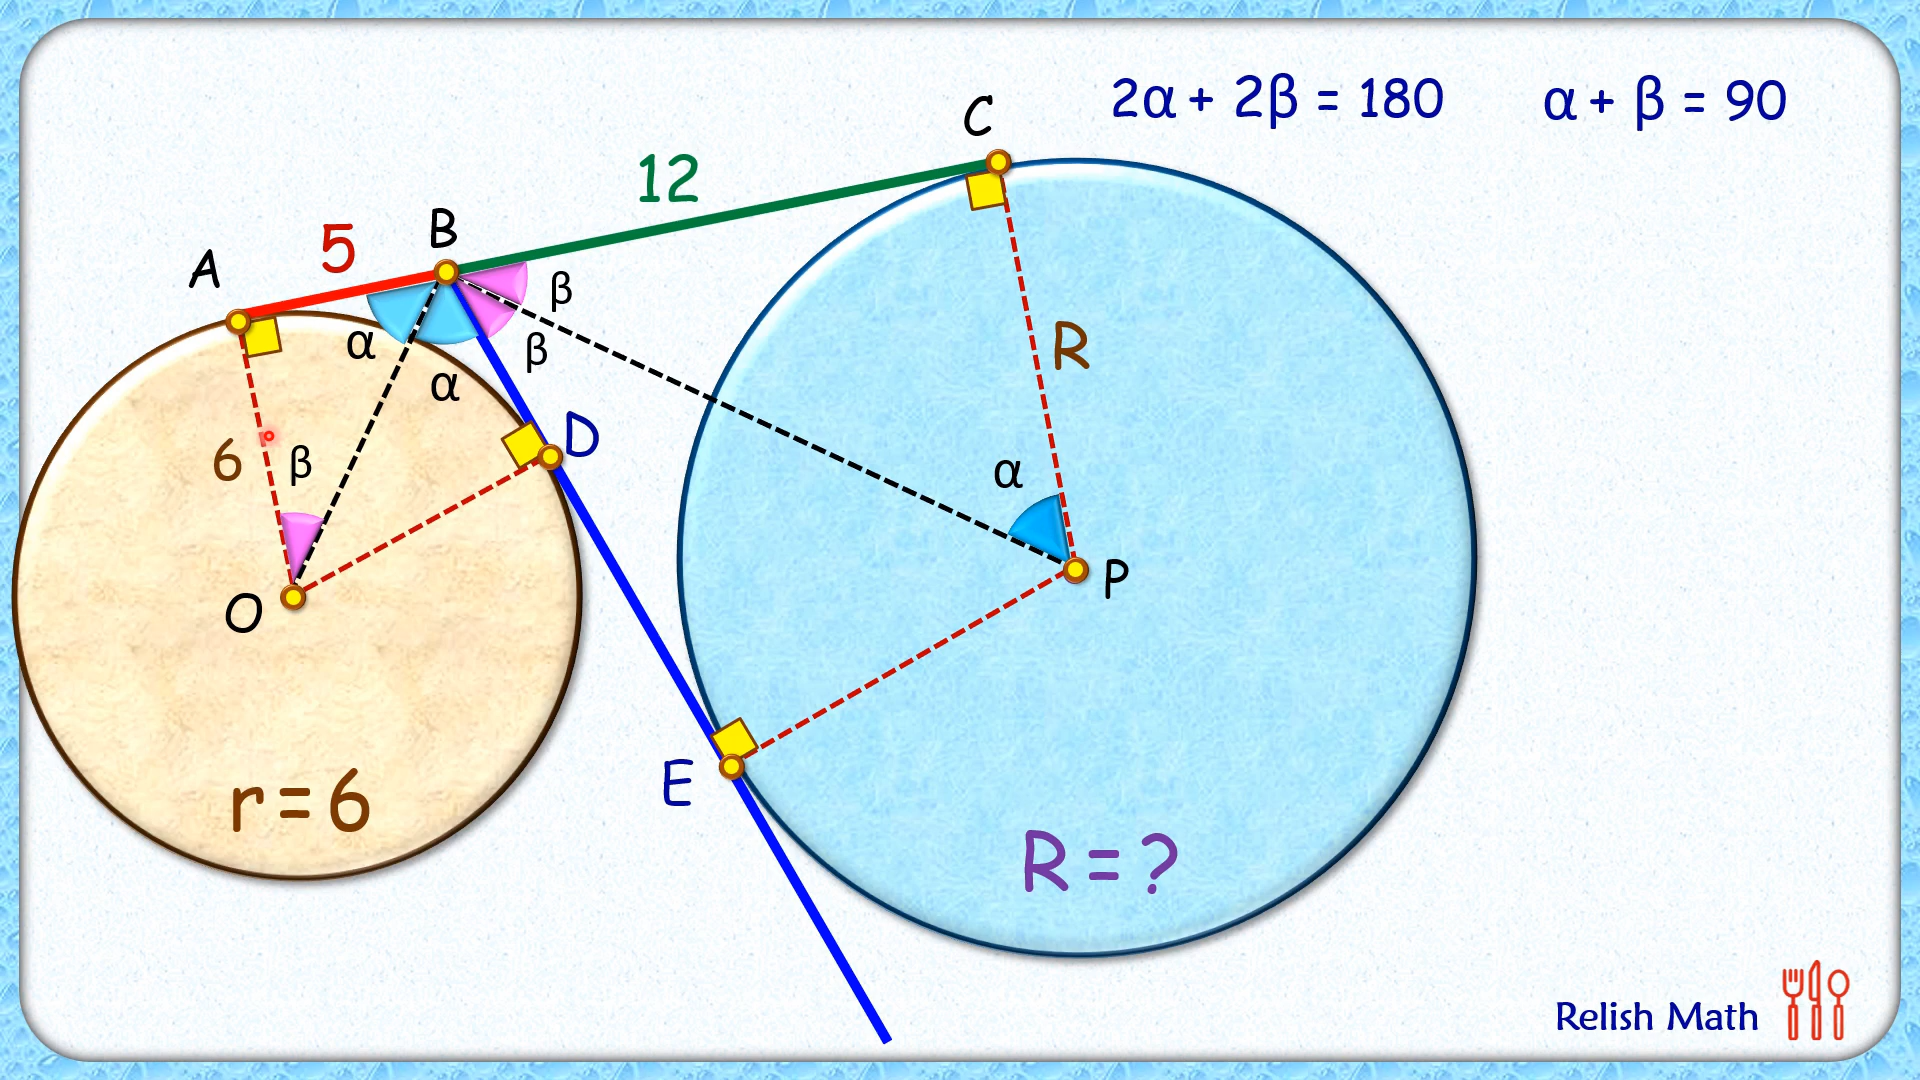 2α + 2β = 180
α + β = 90
C
12
B
5
A
β
β
α
α
R
D
6
β
α
P
O
E
r = 6
R = ?
Relish Math